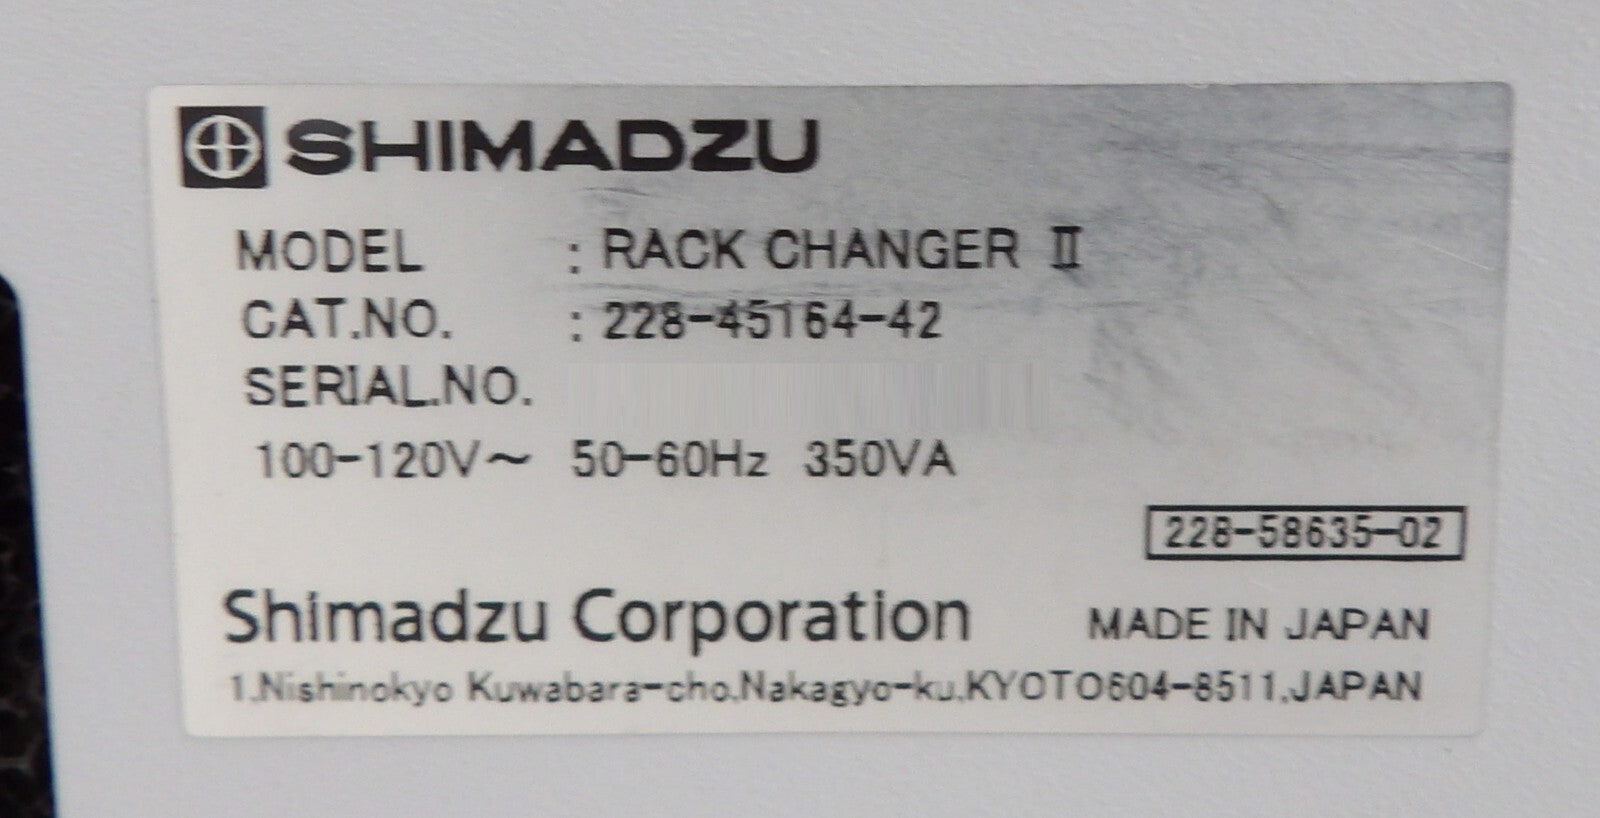 SHIMADZU
MODEL : RACK CHANGER Ⅱ
CAT.NO. : 228-45164-42
SERIAL.NO.
100-120V～ 50-60Hz 350VA
228-58635-02
Shimadzu Corporation MADE IN JAPAN
1,Nishinokyo Kuwabara-cho,Nakagyo-ku,KYOTO604-8511,JAPAN